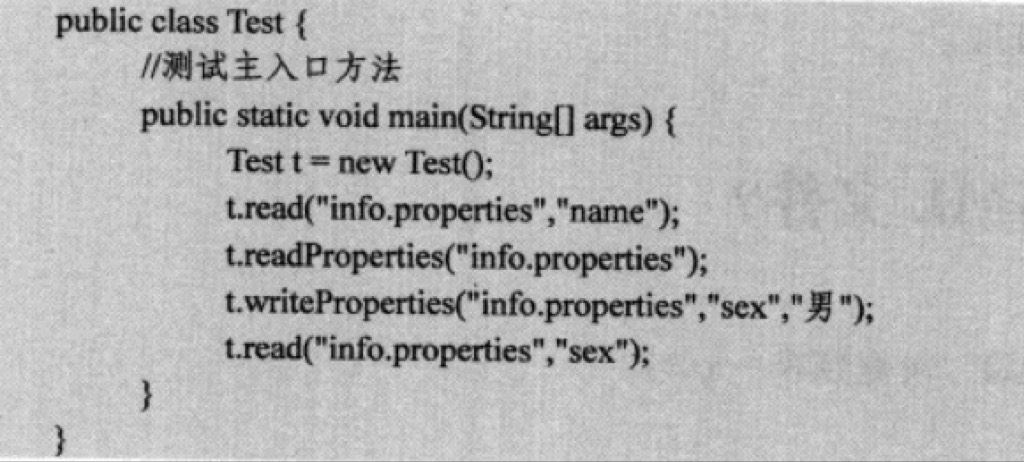 public class Test {
//测试主入口方法
public static void main(String[] args) {
Test t = new Test();
t.read("info.properties","name");
t.readProperties("info.properties");
t.writeProperties("info.properties","sex","男");
t.read("info.properties","sex");
}
}